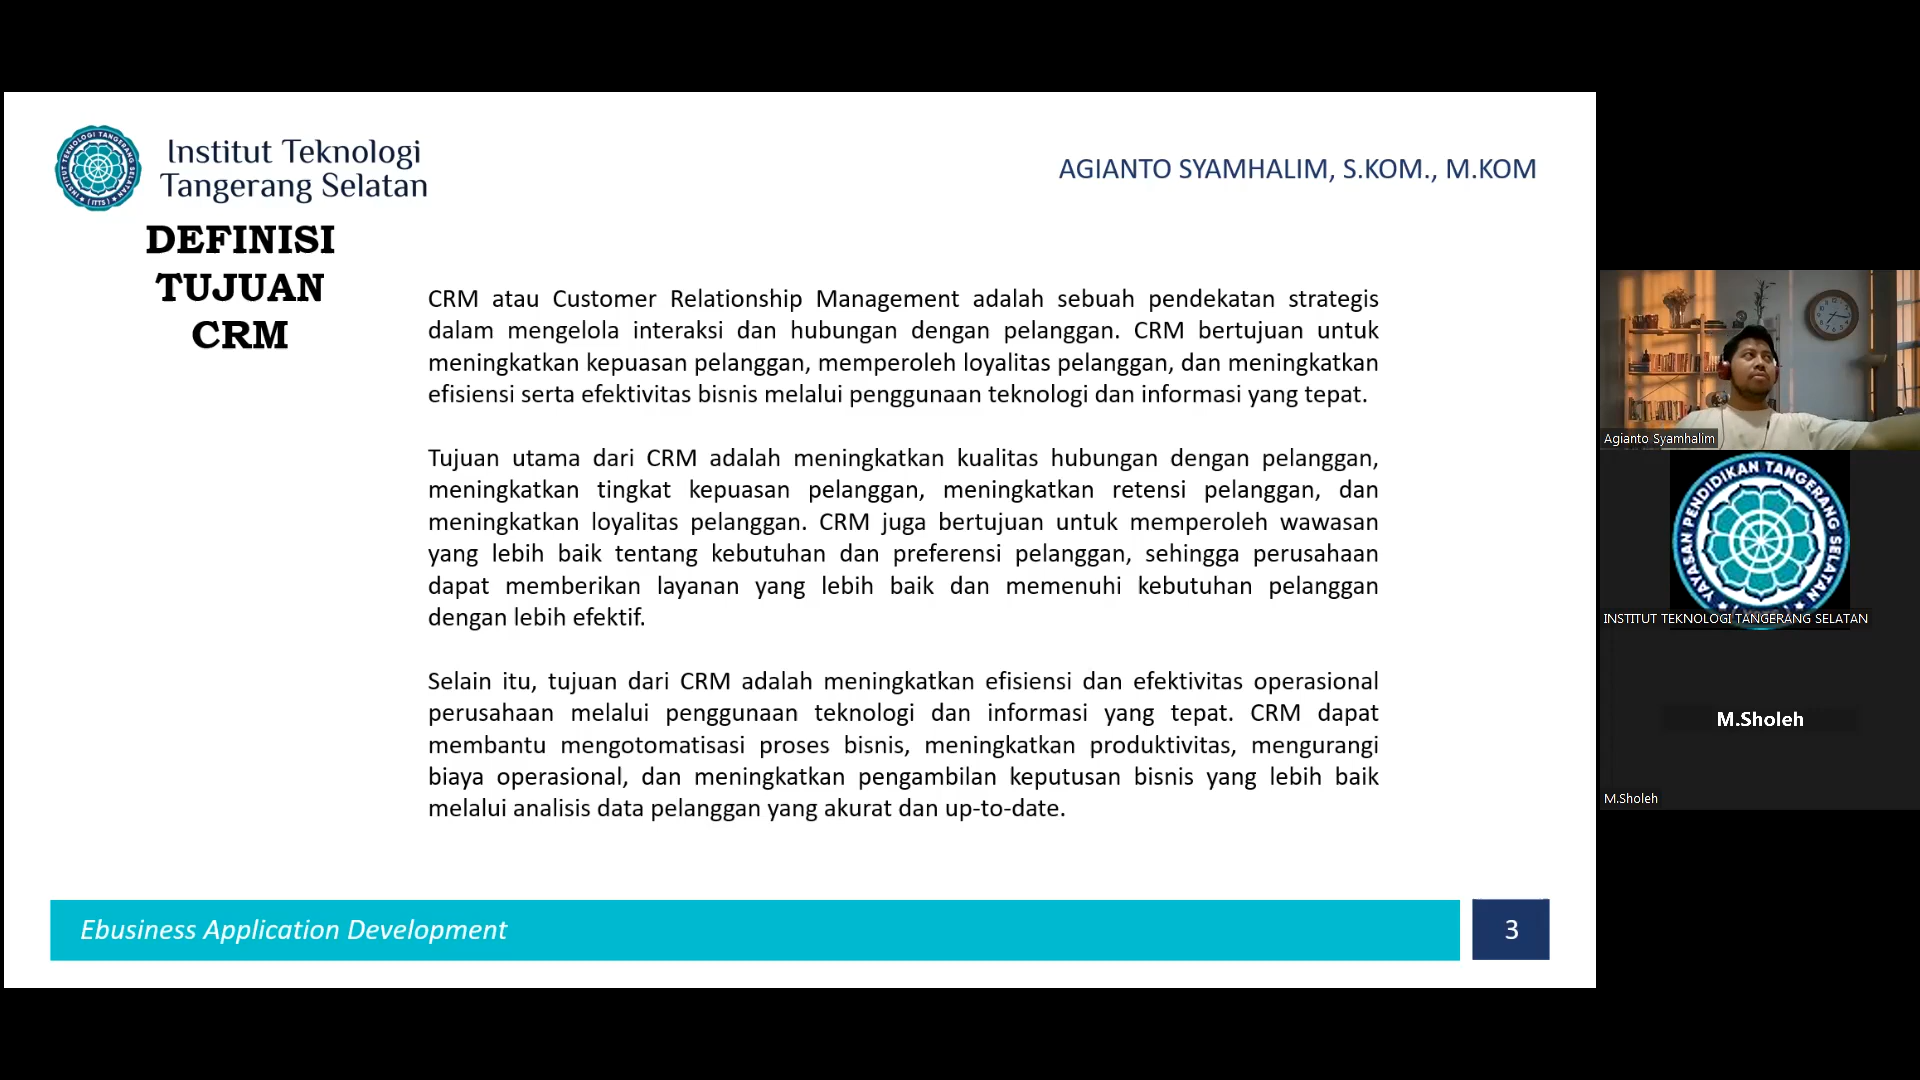 Institut Teknologi
Tangerang Selatan
INSTITUT TEKNOLOGI TANGERANG SELATAN
( ITTS )
AGIANTO SYAMHALIM, S.KOM., M.KOM
DEFINISI
TUJUAN
CRM
CRM atau Customer Relationship Management adalah sebuah pendekatan strategis
dalam mengelola interaksi dan hubungan dengan pelanggan. CRM bertujuan untuk
meningkatkan kepuasan pelanggan, memperoleh loyalitas pelanggan, dan meningkatkan
efisiensi serta efektivitas bisnis melalui penggunaan teknologi dan informasi yang tepat.
Tujuan utama dari CRM adalah meningkatkan kualitas hubungan dengan pelanggan,
meningkatkan tingkat kepuasan pelanggan, meningkatkan retensi pelanggan, dan
meningkatkan loyalitas pelanggan. CRM juga bertujuan untuk memperoleh wawasan
yang lebih baik tentang kebutuhan dan preferensi pelanggan, sehingga perusahaan
dapat memberikan layanan yang lebih baik dan memenuhi kebutuhan pelanggan
dengan lebih efektif.
Selain itu, tujuan dari CRM adalah meningkatkan efisiensi dan efektivitas operasional
perusahaan melalui penggunaan teknologi dan informasi yang tepat. CRM dapat
membantu mengotomatisasi proses bisnis, meningkatkan produktivitas, mengurangi
biaya operasional, dan meningkatkan pengambilan keputusan bisnis yang lebih baik
melalui analisis data pelanggan yang akurat dan up-to-date.
Ebusiness Application Development
3
Agianto Syamhalim
YAYASAN PENDIDIKAN TANGERANG SELATAN
INSTITUT TEKNOLOGI TANGERANG SELATAN
M.Sholeh
M.Sholeh